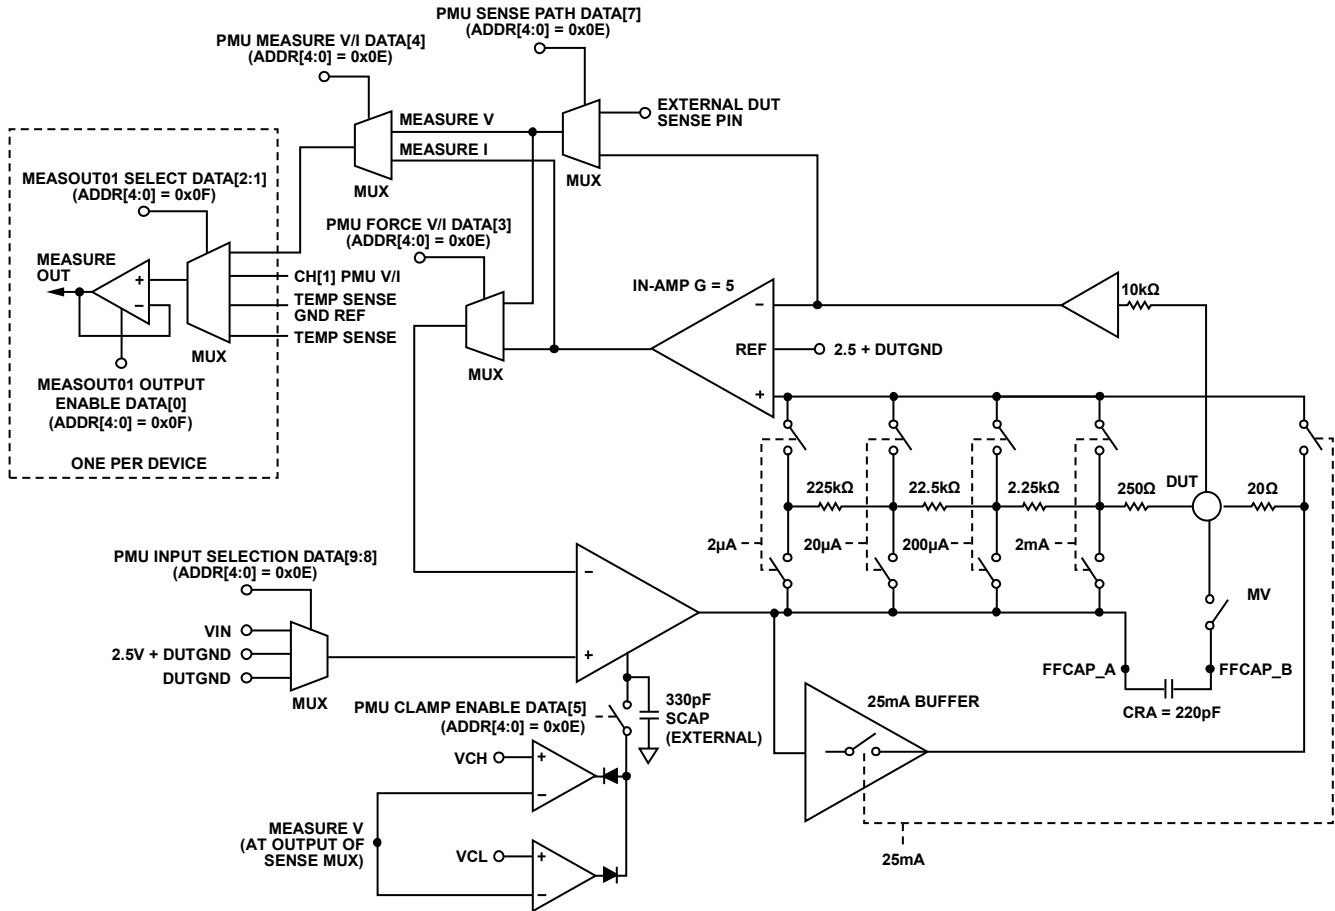 PMU SENSE PATH DATA[7]
(ADDR[4:0] = 0x0E)
PMU MEASURE V/I DATA[4]
(ADDR[4:0] = 0x0E)
EXTERNAL DUT
SENSE PIN
MEASURE V
MEASURE I
MUX
MUX
MEASOUT01 SELECT DATA[2:1]
(ADDR[4:0] = 0x0F)
PMU FORCE V/I DATA[3]
(ADDR[4:0] = 0x0E)
MEASURE
OUT
+
–
CH[1] PMU V/I
TEMP SENSE
GND REF
TEMP SENSE
MUX
MEASOUT01 OUTPUT
ENABLE DATA[0]
(ADDR[4:0] = 0x0F)
ONE PER DEVICE
MUX
IN-AMP G = 5
–
REF
+
2.5 + DUTGND
10kΩ
225kΩ
22.5kΩ
2.25kΩ
250Ω
DUT
20Ω
2µA
20µA
200µA
2mA
MV
PMU INPUT SELECTION DATA[9:8]
(ADDR[4:0] = 0x0E)
VIN
2.5V + DUTGND
DUTGND
MUX
–
+
FFCAP_A
FFCAP_B
CRA = 220pF
PMU CLAMP ENABLE DATA[5]
(ADDR[4:0] = 0x0E)
330pF
SCAP
(EXTERNAL)
25mA BUFFER
VCH
+
–
MEASURE V
(AT OUTPUT OF
SENSE MUX)
VCL
+
–
25mA